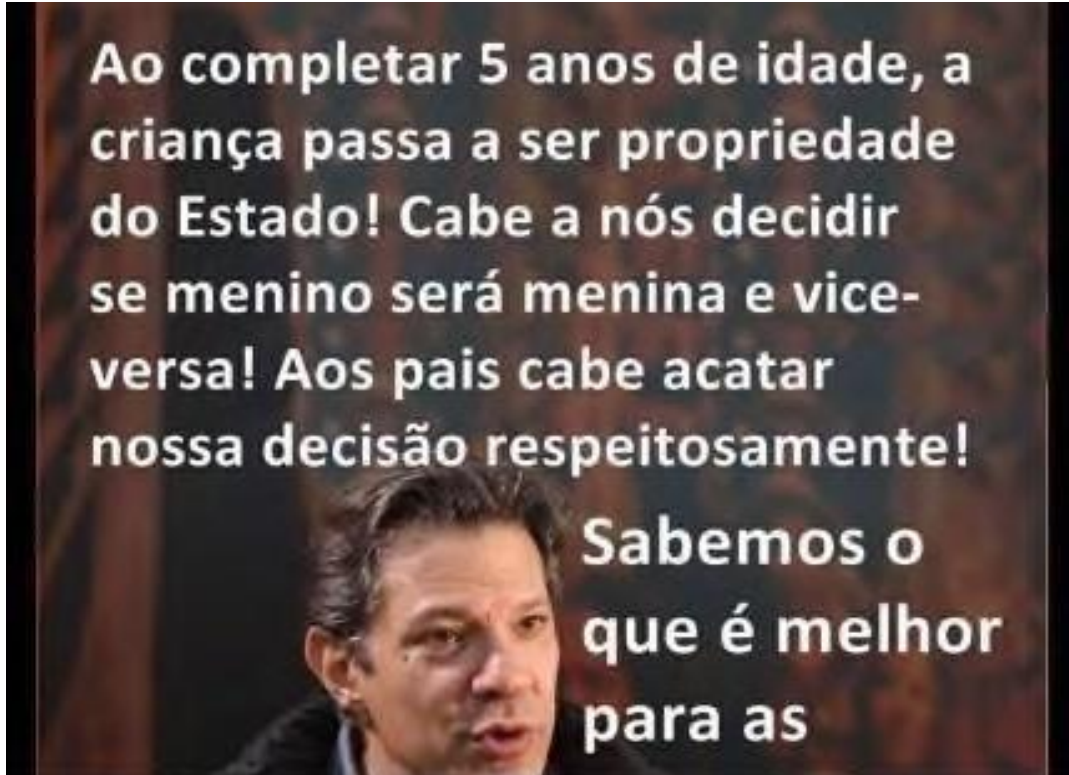 Ao completar 5 anos de idade, a
criança passa a ser propriedade
do Estado! Cabe a nós decidir
se menino será menina e vice-
versa! Aos pais cabe acatar
nossa decisão respeitosamente!
Sabemos o
que é melhor
para as